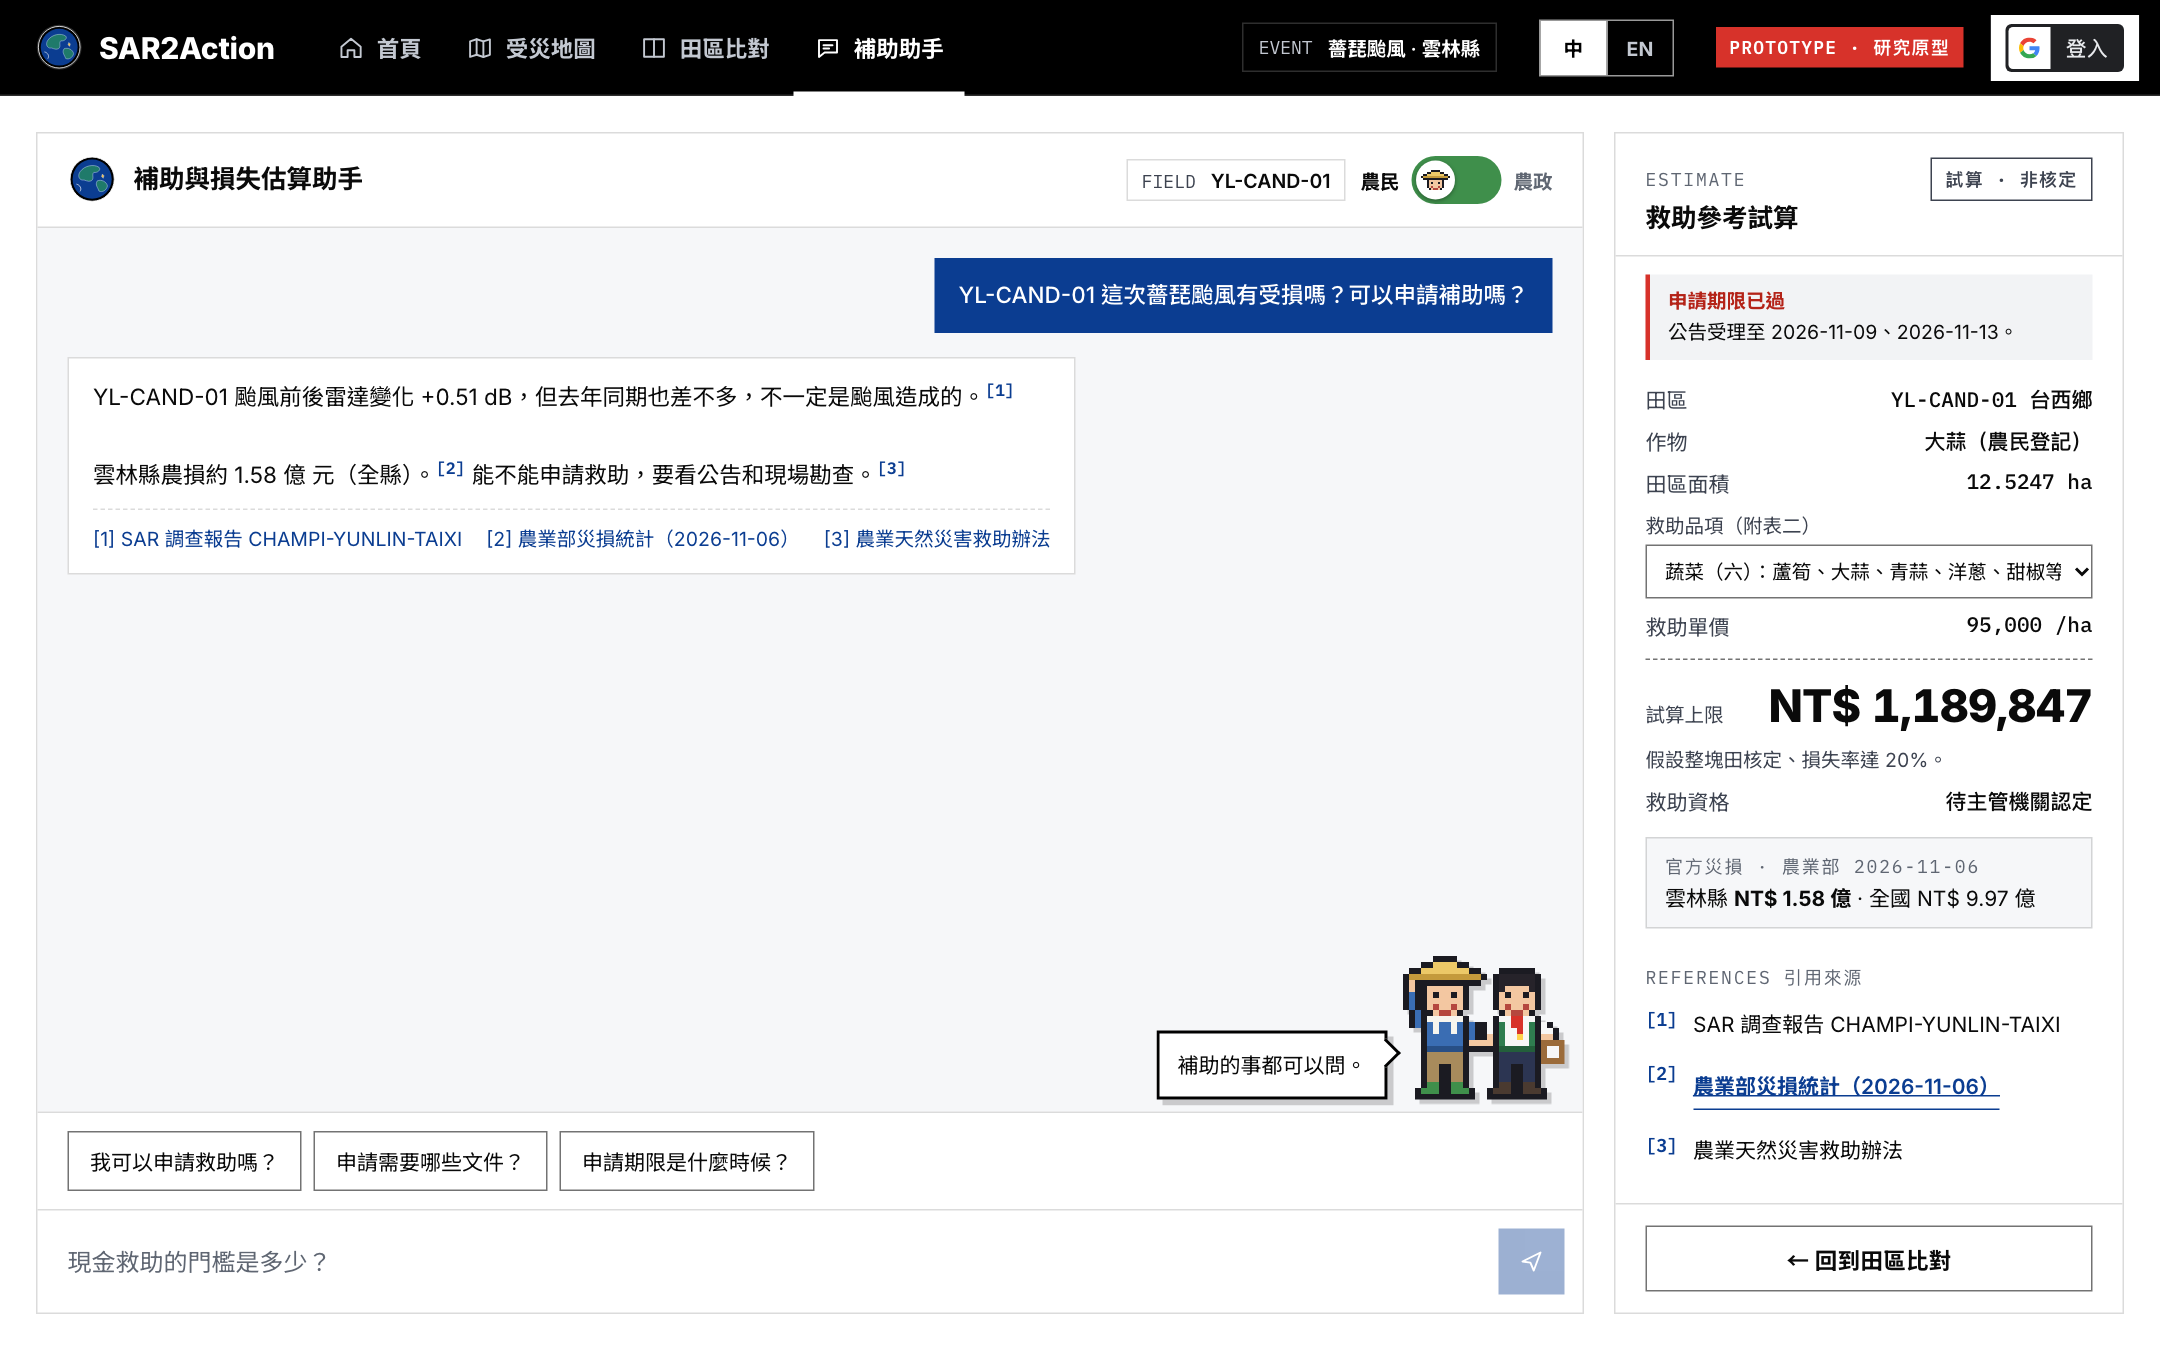 SAR2Action
首頁
受災地圖
田區比對
補助助手
EVENT 薔琵颱風 · 雲林縣
中
EN
PROTOTYPE · 研究原型
登入
補助與損失估算助手
FIELD YL-CAND-01
農民
農政
YL-CAND-01 這次薔琵颱風有受損嗎？可以申請補助嗎？
YL-CAND-01 颱風前後雷達變化 +0.51 dB，但去年同期也差不多，不一定是颱風造成的。[1]
雲林縣農損約 1.58 億 元（全縣）。[2] 能不能申請救助，要看公告和現場勘查。[3]
[1] SAR 調查報告 CHAMPI-YUNLIN-TAIXI [2] 農業部災損統計（2026-11-06） [3] 農業天然災害救助辦法
補助的事都可以問。
我可以申請救助嗎？
申請需要哪些文件？
申請期限是什麼時候？
現金救助的門檻是多少？
ESTIMATE
救助參考試算
試算 · 非核定
申請期限已過
公告受理至 2026-11-09、2026-11-13。
田區 YL-CAND-01 台西鄉
作物 大蒜（農民登記）
田區面積 12.5247 ha
救助品項（附表二）
蔬菜（六）：蘆筍、大蒜、青蒜、洋蔥、甜椒等
救助單價 95,000 /ha
試算上限 NT$ 1,189,847
假設整塊田核定、損失率達 20%。
救助資格 待主管機關認定
官方災損 · 農業部 2026-11-06
雲林縣 NT$ 1.58 億 · 全國 NT$ 9.97 億
REFERENCES 引用來源
[1] SAR 調查報告 CHAMPI-YUNLIN-TAIXI
[2] 農業部災損統計（2026-11-06）
[3] 農業天然災害救助辦法
← 回到田區比對